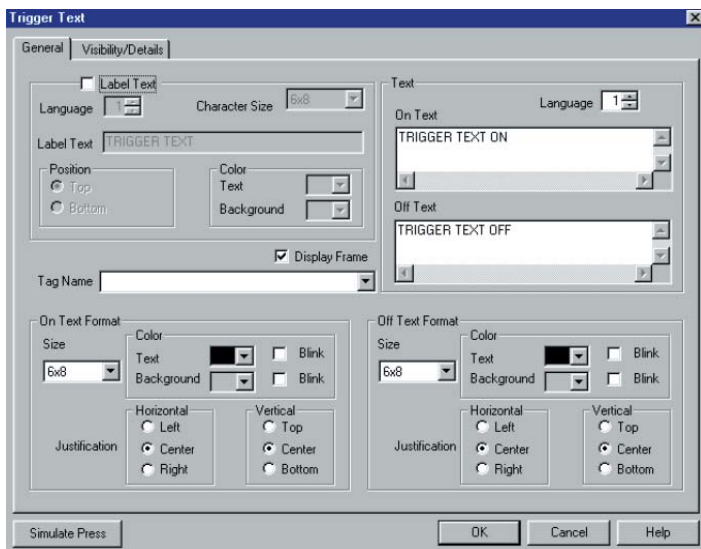 Trigger Text
General
Visibility/Details
Label Text
Language 1
Character Size 6x8
Label Text TRIGGER TEXT
Position
Top
Bottom
Color
Text
Background
Text
Language 1
On Text
TRIGGER TEXT ON
Off Text
TRIGGER TEXT OFF
Display Frame
Tag Name
On Text Format
Size
6x8
Color
Text
Blink
Background
Blink
Justification
Horizontal
Left
Center
Right
Vertical
Top
Center
Bottom
Off Text Format
Size
6x8
Color
Text
Blink
Background
Blink
Justification
Horizontal
Left
Center
Right
Vertical
Top
Center
Bottom
Simulate Press
OK
Cancel
Help